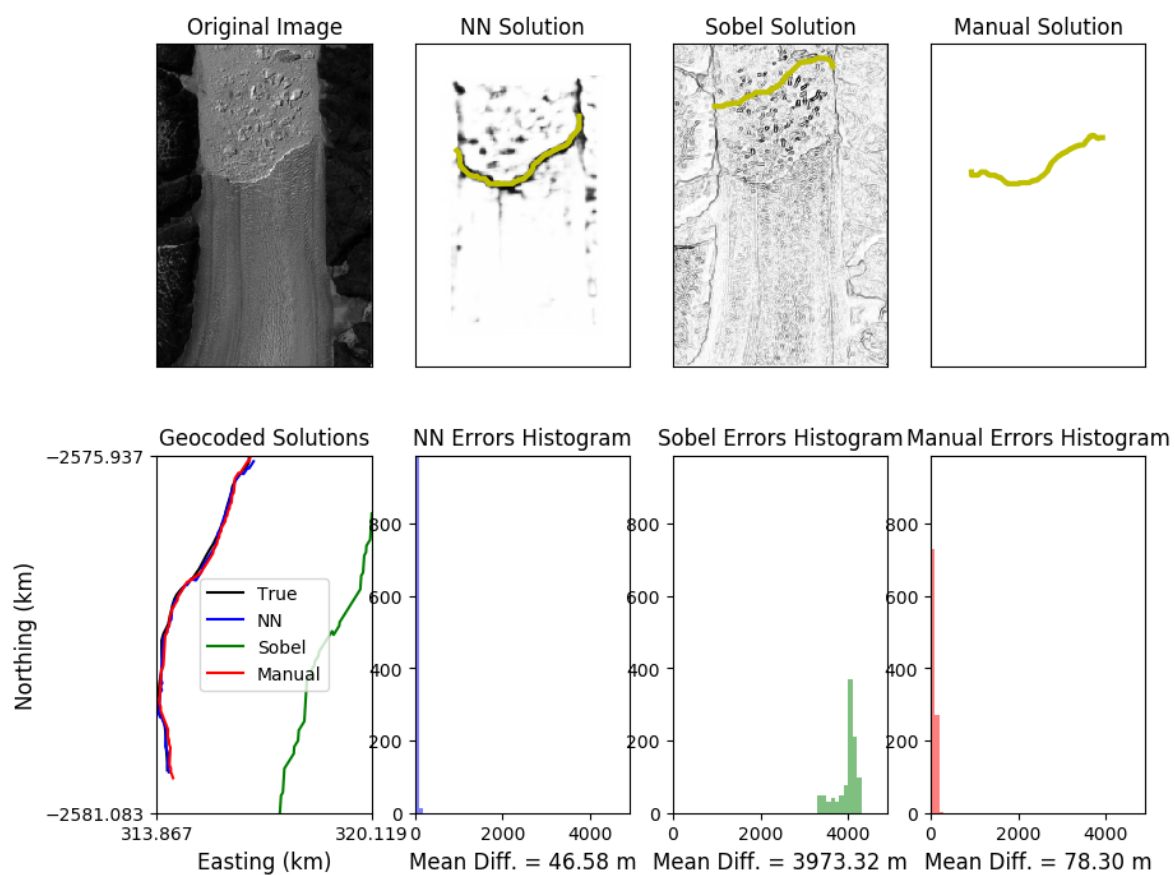 Original Image
NN Solution
Sobel Solution
Manual Solution
Geocoded Solutions
NN Errors Histogram
Sobel Errors Histogram
Manual Errors Histogram
−2575.937
−2581.083
Northing (km)
313.867
320.119
Easting (km)
True
NN
Sobel
Manual
800
600
400
200
0
0
2000
4000
Mean Diff. = 46.58 m
800
600
400
200
0
0
2000
4000
Mean Diff. = 3973.32 m
800
600
400
200
0
0
2000
4000
Mean Diff. = 78.30 m